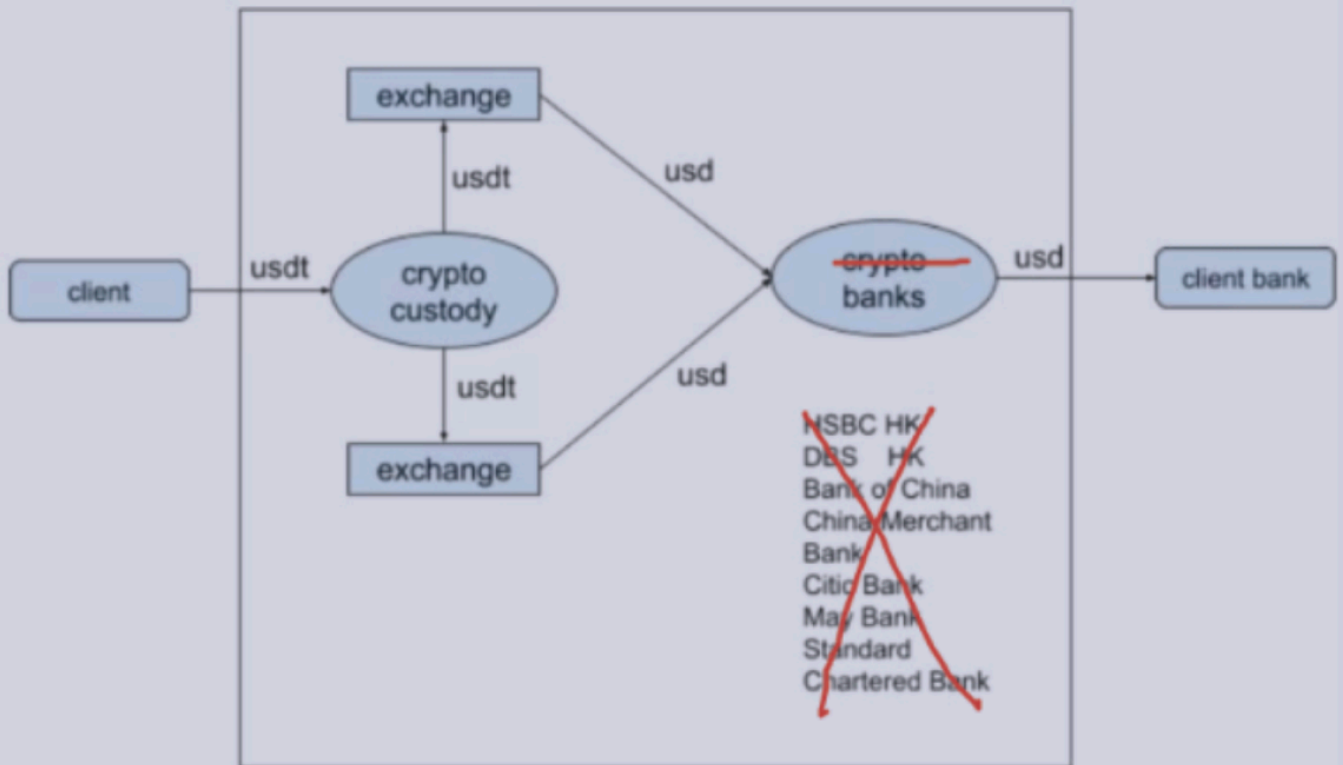 exchange
usd
usdt
usdt
crypto
custody
client
crypto
banks
usd
client bank
usdt
usd
exchange
HSBC HK
DBS HK
Bank of China
China Merchant
Bank
Citic Bank
May Bank
Standard
Chartered Bank